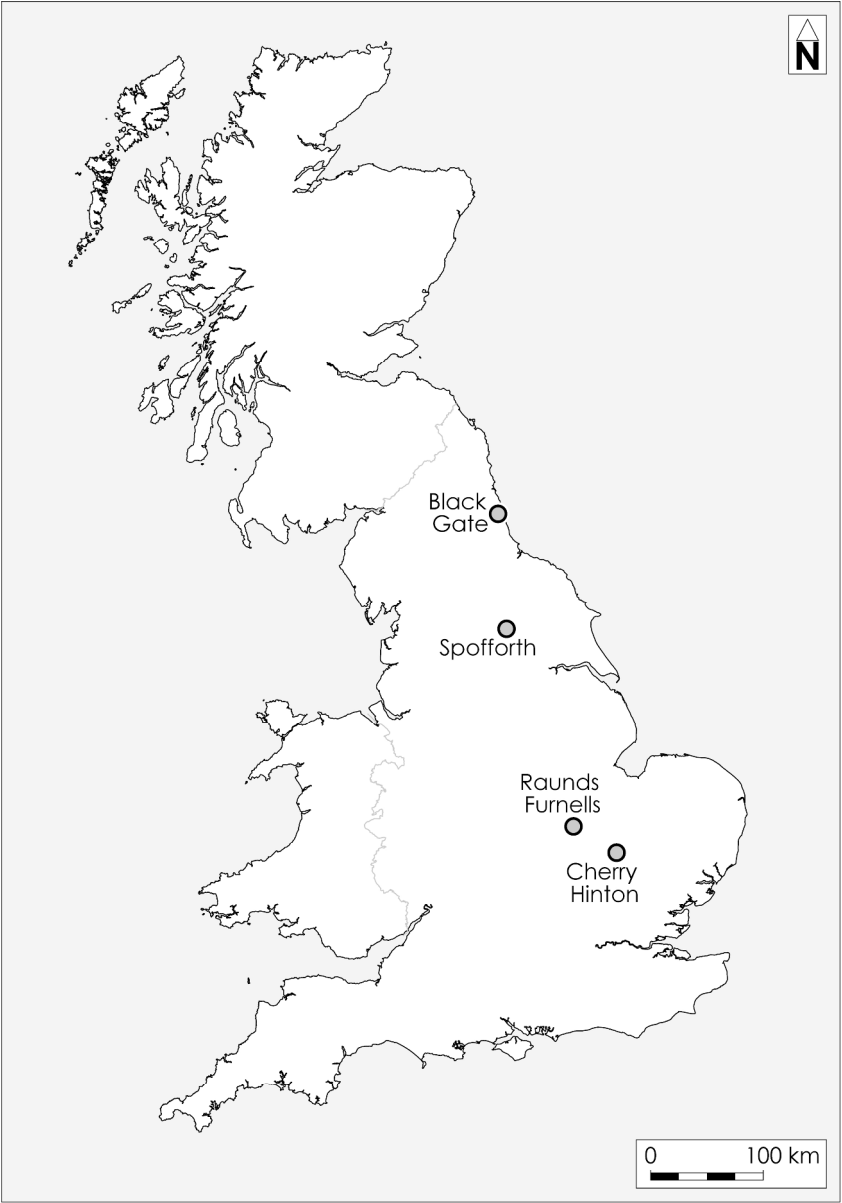 N
Black
Gate
Spofforth
Raunds
Furnells
Cherry
Hinton
0 100 km